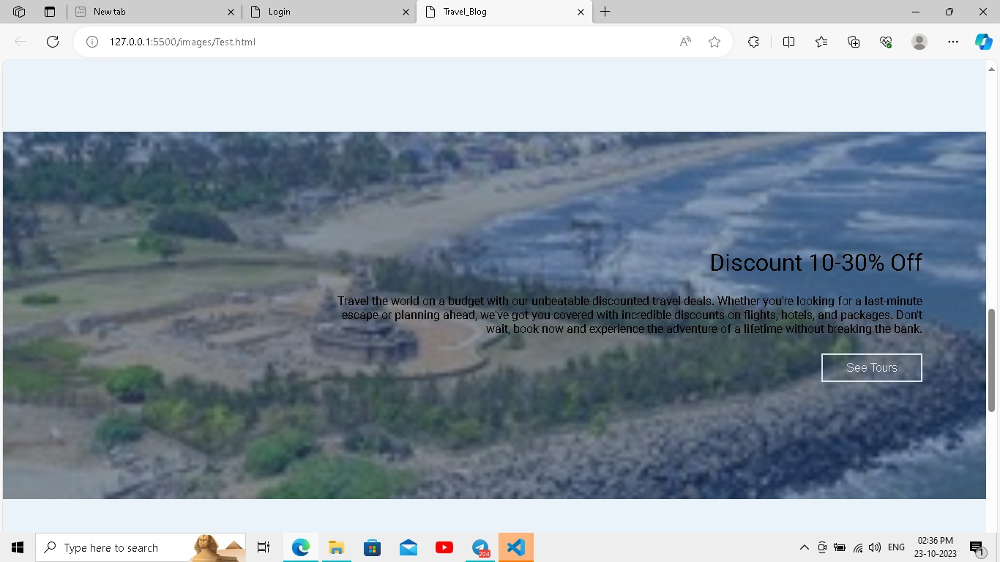 New tab
Login
Travel_Blog
127.0.0.1:5500/images/Test.html
Discount 10-30% Off
Travel the world on a budget with our unbeatable discounted travel deals. Whether you're looking for a last-minute
escape or planning ahead, we've got you covered with incredible discounts on flights, hotels, and packages. Don't
wait, book now and experience the adventure of a lifetime without breaking the bank.
See Tours
Type here to search
204
ENG
02:36 PM
23-10-2023
1